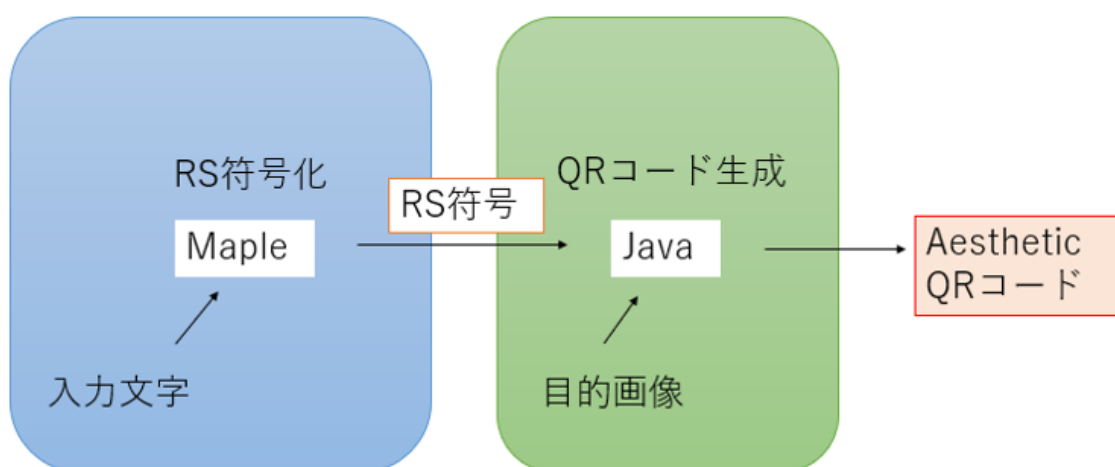 RS符号化
Maple
入力文字
RS符号
QRコード生成
Java
目的画像
Aesthetic
QRコード